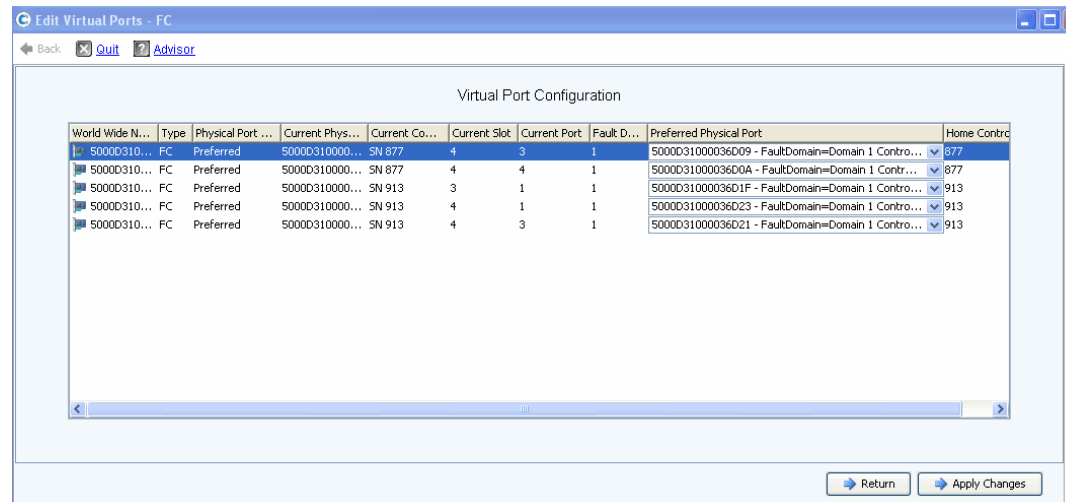 Edit Virtual Ports - FC
Back Quit ? Advisor
Virtual Port Configuration
World Wide N... Type Physical Port ... Current Phys... Current Co... Current Slot Current Port Fault D... Preferred Physical Port Home Contro
5000D310... FC Preferred 5000D310000... SN 877 4 3 1 5000D31000036D09 - FaultDomain=Domain 1 Contro... 877
5000D310... FC Preferred 5000D310000... SN 877 4 4 1 5000D31000036D0A - FaultDomain=Domain 1 Contr... 877
5000D310... FC Preferred 5000D310000... SN 913 3 1 1 5000D31000036D1F - FaultDomain=Domain 1 Contro... 913
5000D310... FC Preferred 5000D310000... SN 913 4 1 1 5000D31000036D23 - FaultDomain=Domain 1 Contro... 913
5000D310... FC Preferred 5000D310000... SN 913 4 3 1 5000D31000036D21 - FaultDomain=Domain 1 Contro... 913
Return Apply Changes